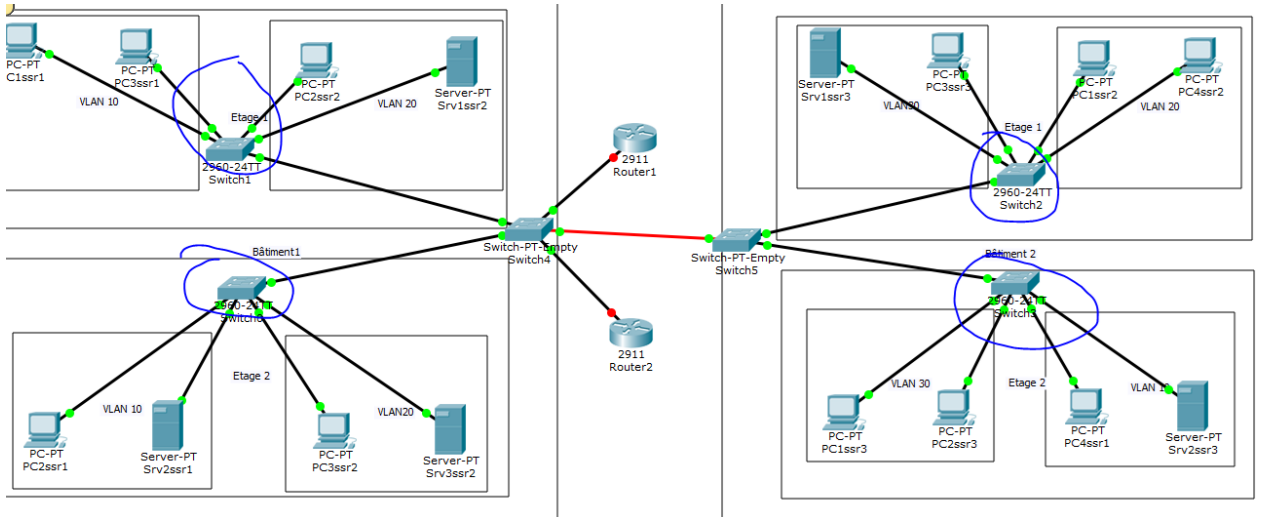 PC-PT
C1ssr1
PC-PT
PC3ssr1
VLAN 10
PC-PT
PC2ssr2
VLAN 20
Server-PT
Srv1ssr2
Etage 1
2960-24TT
Switch1
2911
Router1
Switch-PT-Empty
Switch4
2911
Router2
Switch-PT-Empty
Switch5
Server-PT
Srv1ssr3
PC-PT
PC3ssr3
PC-PT
PC1ssr2
PC-PT
PC4ssr2
VLAN 20
Etage 1
2960-24TT
Switch2
Bâtiment1
2960-24TT
Etage 2
VLAN 10
VLAN20
PC-PT
PC2ssr1
Server-PT
Srv2ssr1
PC-PT
PC3ssr2
Server-PT
Srv3ssr2
Bâtiment 2
2960-24TT
Switch3
VLAN 30
Etage 2
VLAN
PC-PT
PC1ssr3
PC-PT
PC2ssr3
PC-PT
PC4ssr1
Server-PT
Srv2ssr3